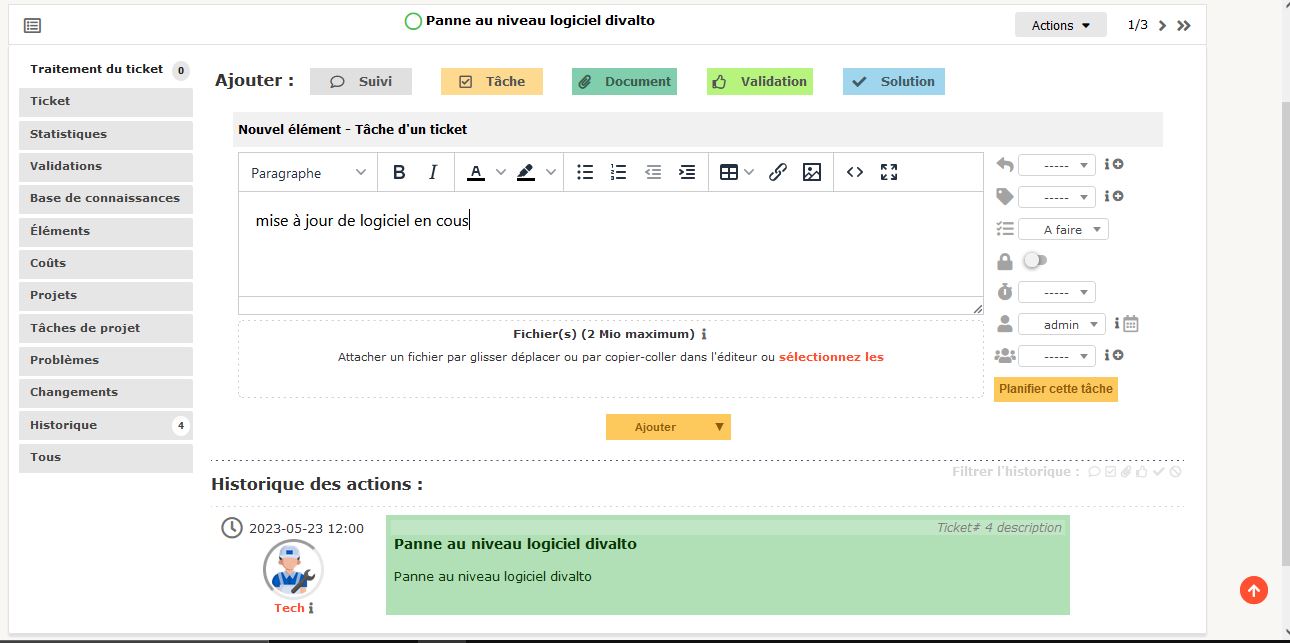 Panne au niveau logiciel divalto
Actions
1/3
Traitement du ticket 0
Ticket
Statistiques
Validations
Base de connaissances
Éléments
Coûts
Projets
Tâches de projet
Problèmes
Changements
Historique 4
Tous
Ajouter : Suivi Tâche Document Validation Solution
Nouvel élément - Tâche d'un ticket
Paragraphe B I A
mise à jour de logiciel en cous
Fichier(s) (2 Mio maximum)
Attacher un fichier par glisser déplacer ou par copier-coller dans l'éditeur ou sélectionnez les
-----
-----
A faire
-----
admin
-----
Planifier cette tâche
Ajouter
Filtrer l'historique :
Historique des actions :
2023-05-23 12:00
Tech
Ticket# 4 description
Panne au niveau logiciel divalto
Panne au niveau logiciel divalto